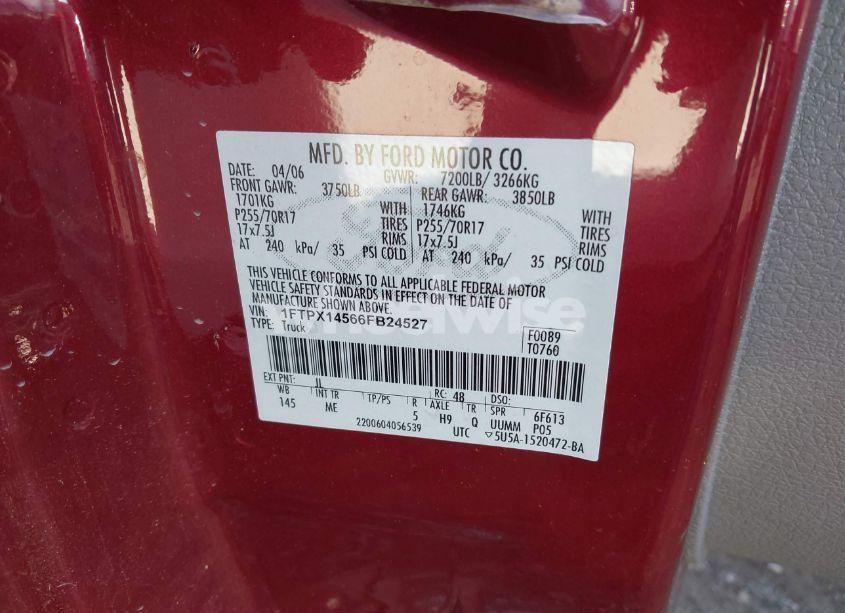 MFD. BY FORD MOTOR CO.
DATE: 04/06 GVWR: 7200LB/ 3266KG
FRONT GAWR: 3750LB REAR GAWR: 3850LB
1701KG WITH 1746KG WITH
P255/70R17 TIRES P255/70R17 TIRES
17x7.5J RIMS 17x7.5J RIMS
AT 240 kPa/ 35 PSI COLD AT 240 kPa/ 35 PSI COLD
THIS VEHICLE CONFORMS TO ALL APPLICABLE FEDERAL MOTOR
VEHICLE SAFETY STANDARDS IN EFFECT ON THE DATE OF
MANUFACTURE SHOWN ABOVE.
VIN: 1FTPX14566FB24527
TYPE: Truck
F0089
T0760
EXT PNT: JL RC: 48 DSO:
WB INT TR TP/PS R AXLE TR SPR 6F613
145 ME 5 H9 Q UUMM P05
2200604056539 UTC ▽5U5A-1520472-BA